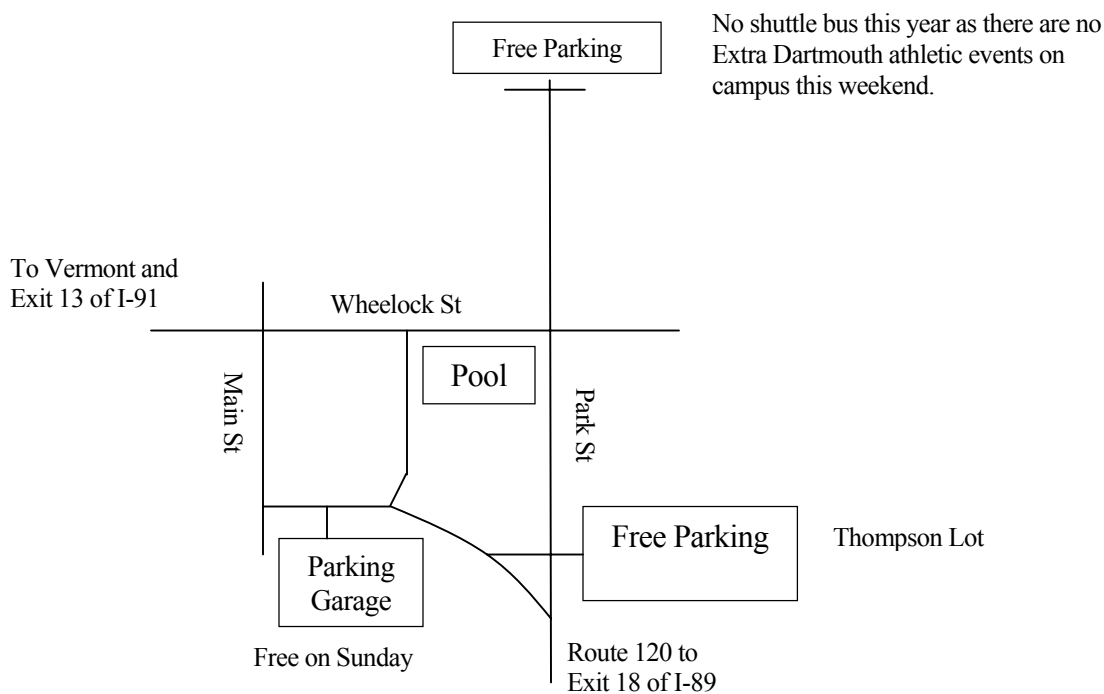 No shuttle bus this year as there are no
Extra Dartmouth athletic events on
campus this weekend.
Free Parking
To Vermont and
Exit 13 of I-91
Wheelock St
Pool
Main St
Park St
Free Parking
Thompson Lot
Parking
Garage
Free on Sunday
Route 120 to
Exit 18 of I-89